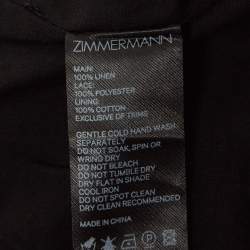 ZIMMERMANN
MAIN:
100% LINEN
LACE:
100% POLYESTER
LINING
100% COTTON
EXCLUSIVE OF TRIMS
GENTLE COLD HAND WASH
SEPARATELY
DO NOT SOAK, SPIN OR
WRING DRY
DO NOT BLEACH
DO NOT TUMBLE DRY
DRY FLAT IN SHADE
COOL IRON
DO NOT SPOT CLEAN
DRY CLEAN RECOMMENDED
MADE IN CHINA